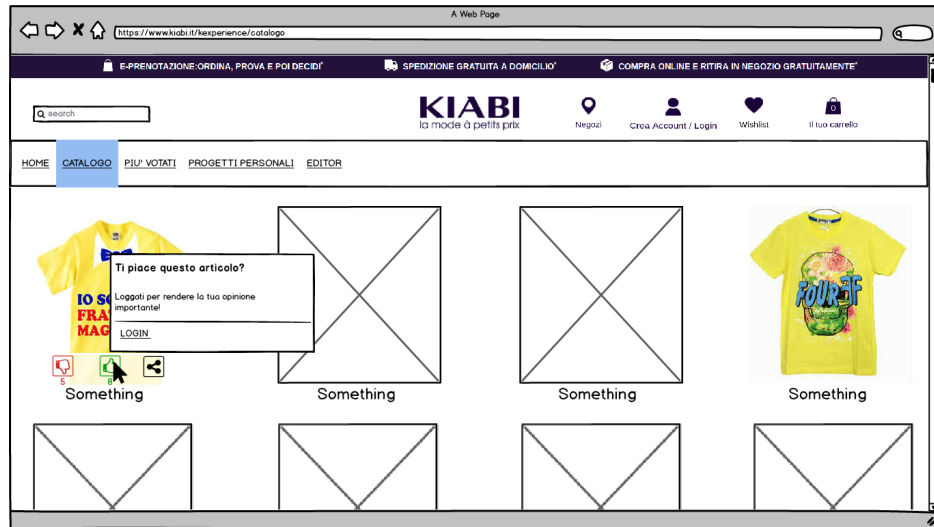 A Web Page
https://www.kiabi.it/kexperience/catalogo
E-PRENOTAZIONE:ORDINA, PROVA E POI DECIDI*
SPEDIZIONE GRATUITA A DOMICILIO*
COMPRA ONLINE E RITIRA IN NEGOZIO GRATUITAMENTE*
search
KIABI
la mode à petits prix
Negozi
Crea Account / Login
Wishlist
0
Il tuo carrello
HOME
CATALOGO
PIU' VOTATI
PROGETTI PERSONALI
EDITOR
IO
FRA
MAG
Ti piace questo articolo?
Loggati per rendere la tua opinione
importante!
LOGIN
5
8
FOUR
Something
Something
Something
Something